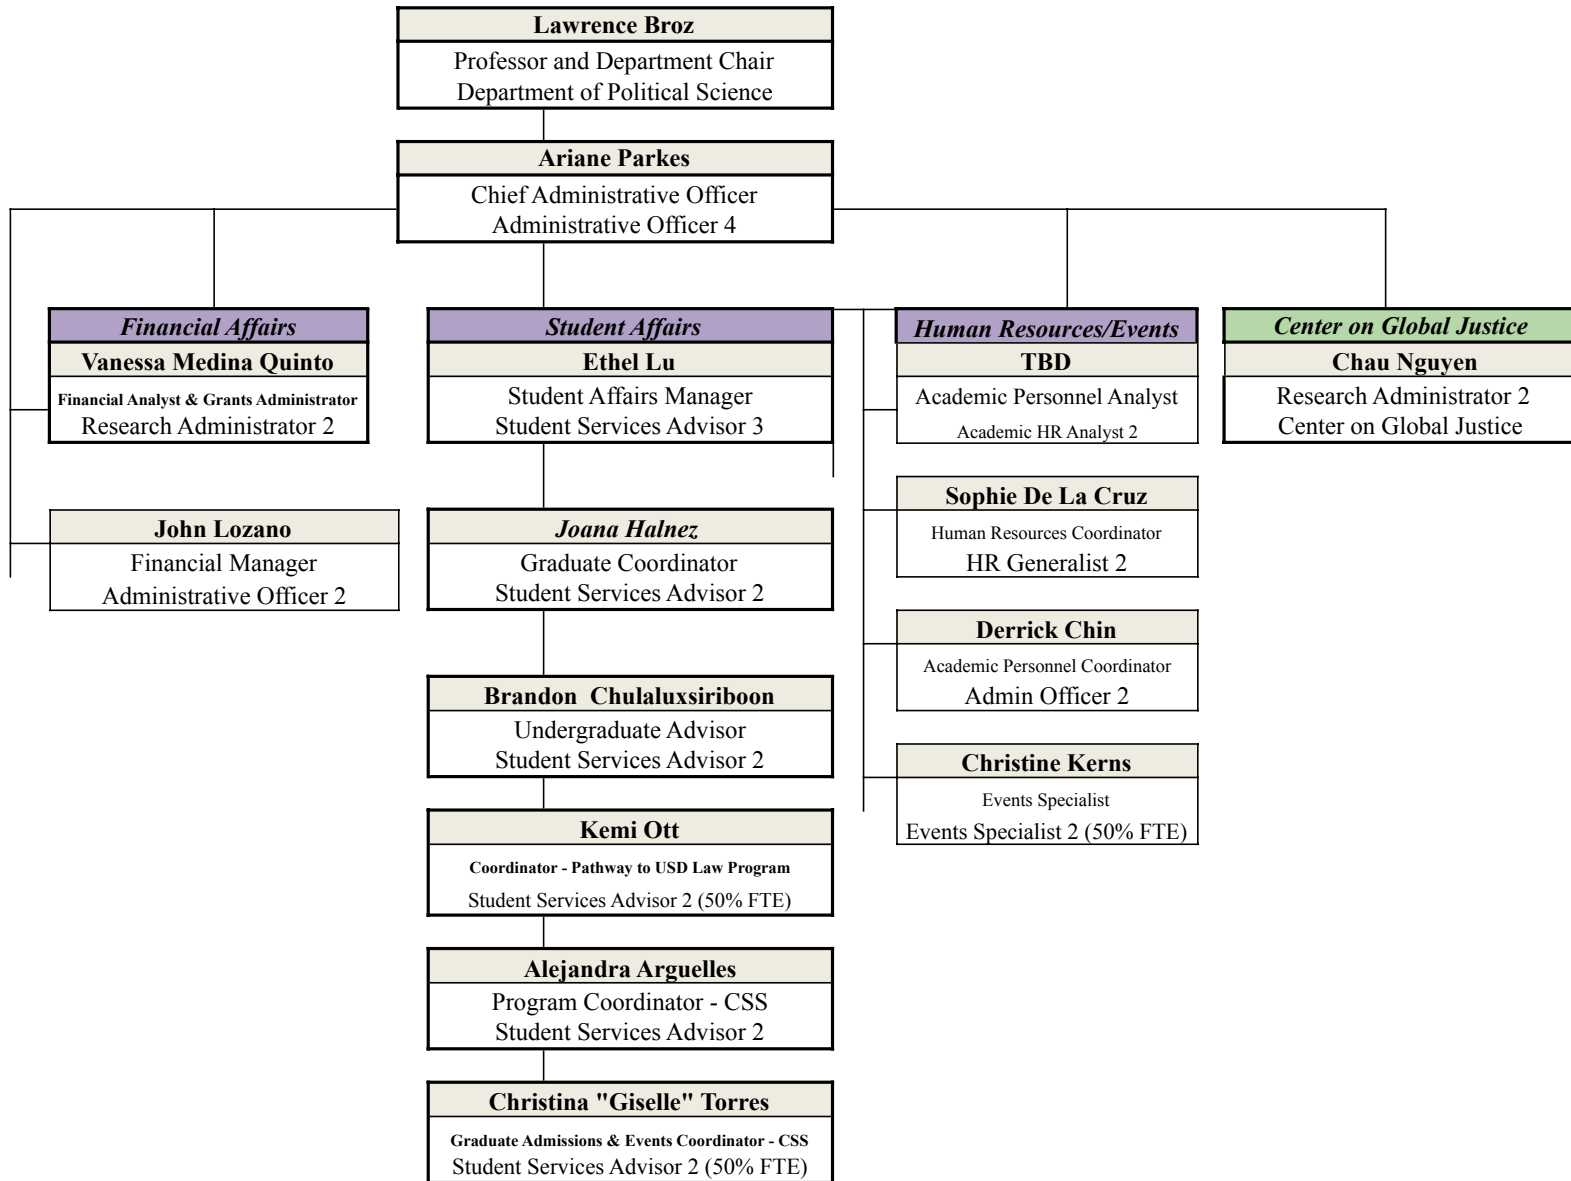 Lawrence Broz
Professor and Department Chair
Department of Political Science
Ariane Parkes
Chief Administrative Officer
Administrative Officer 4
Financial Affairs
Vanessa Medina Quinto
Financial Analyst & Grants Administrator
Research Administrator 2
John Lozano
Financial Manager
Administrative Officer 2
Student Affairs
Ethel Lu
Student Affairs Manager
Student Services Advisor 3
Joana Halnez
Graduate Coordinator
Student Services Advisor 2
Brandon  Chulaluxsiriboon
Undergraduate Advisor
Student Services Advisor 2
Kemi Ott
Coordinator - Pathway to USD Law Program
Student Services Advisor 2 (50% FTE)
Alejandra Arguelles
Program Coordinator - CSS
Student Services Advisor 2
Christina "Giselle" Torres
Graduate Admissions & Events Coordinator - CSS
Student Services Advisor 2 (50% FTE)
Human Resources/Events
TBD
Academic Personnel Analyst
Academic HR Analyst 2
Sophie De La Cruz
Human Resources Coordinator
HR Generalist 2
Derrick Chin
Academic Personnel Coordinator
Admin Officer 2
Christine Kerns
Events Specialist
Events Specialist 2 (50% FTE)
Center on Global Justice
Chau Nguyen
Research Administrator 2
Center on Global Justice